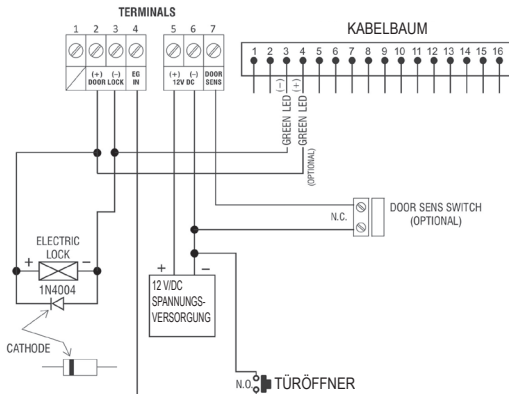 TERMINALS
KABELBAUM
1 2 3 4 5 6 7
1 2 3 4 5 6 7 8 9 10 11 12 13 14 15 16
(+) (–) EG (+) (–) DOOR
DOOR LOCK IN 12V DC SENS
GREEN LED (–)
GREEN LED (+)
(OPTIONAL)
N.C.
DOOR SENS SWITCH
(OPTIONAL)
ELECTRIC
LOCK
+ –
1N4004
+ –
12 V/DC
SPANNUNGS-
VERSORGUNG
CATHODE
N.O.
TÜRÖFFNER